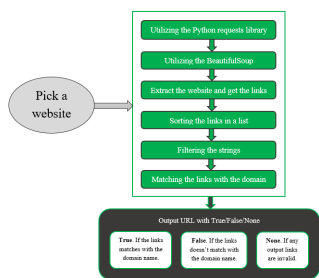 Pick a
website
Utilizing the Python requests library
Utilizing the BeautifulSoup
Extract the website and get the links
Sorting the links in a list
Filtering the strings
Matching the links with the domain
Output URL with True/False/None
True. If the links
matches with the
domain name.
False. If the links
doesn't match with
the domain name.
None. If any
output links
are invalid.